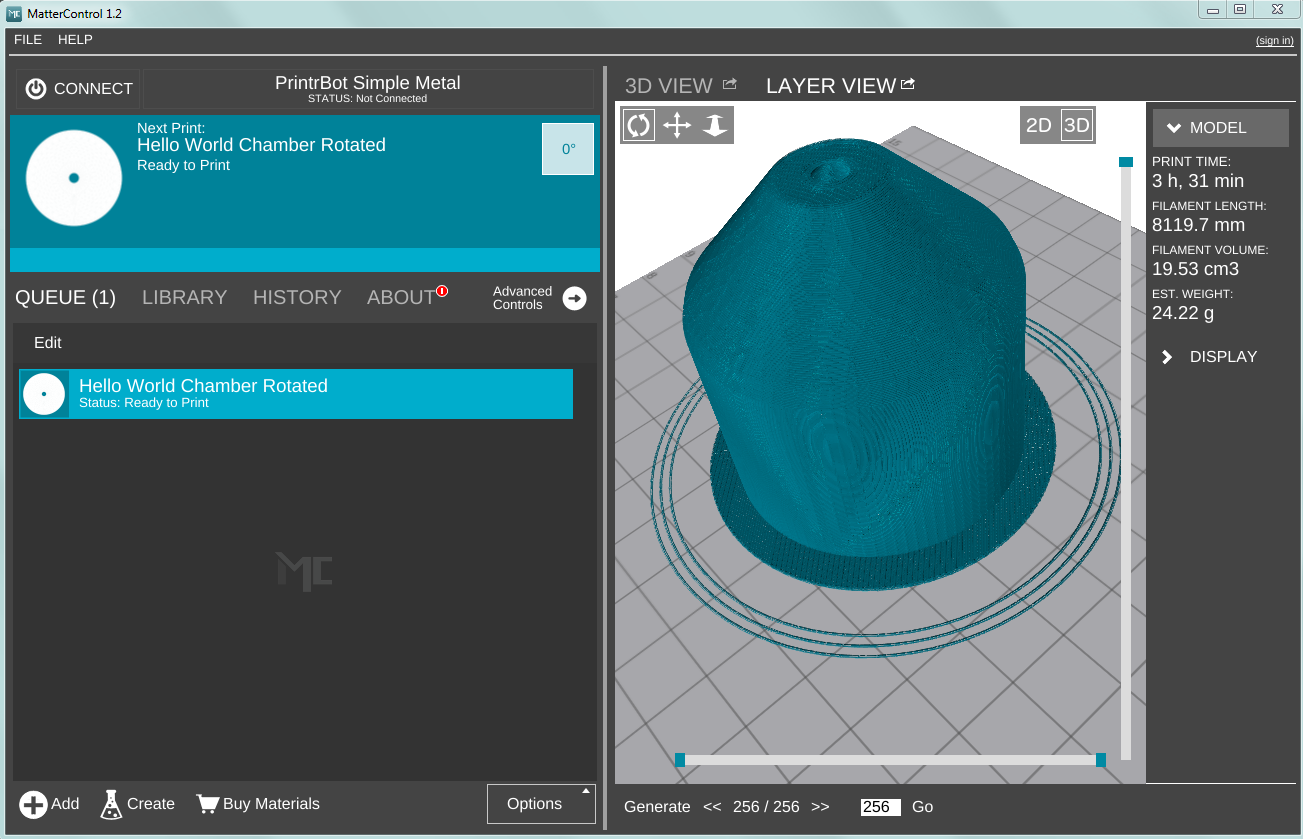 MatterControl 1.2
FILE HELP
(sign in)
CONNECT
PrintrBot Simple Metal
STATUS: Not Connected
Next Print:
Hello World Chamber Rotated
Ready to Print
0°
QUEUE (1) LIBRARY HISTORY ABOUT
Advanced
Controls
Edit
Hello World Chamber Rotated
Status: Ready to Print
MC
Add Create Buy Materials Options
3D VIEW LAYER VIEW
2D 3D
MODEL
PRINT TIME:
3 h, 31 min
FILAMENT LENGTH:
8119.7 mm
FILAMENT VOLUME:
19.53 cm3
EST. WEIGHT:
24.22 g
DISPLAY
Generate << 256 / 256 >> 256 Go